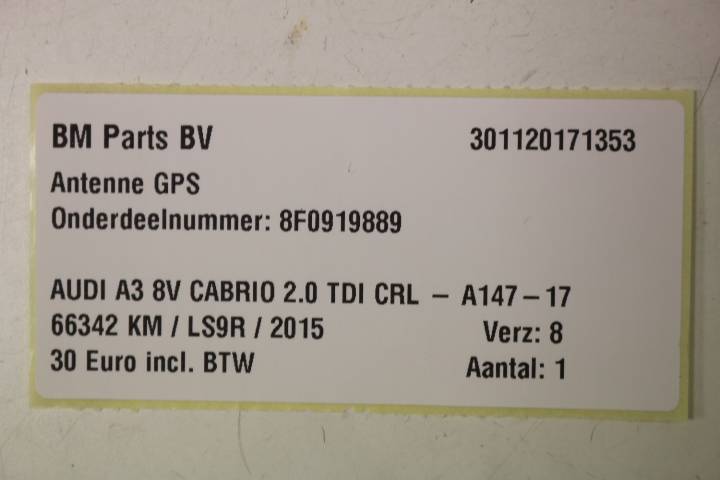 BM Parts BV 301120171353
Antenne GPS
Onderdeelnummer: 8F0919889
AUDI A3 8V CABRIO 2.0 TDI CRL – A147–17
66342 KM / LS9R / 2015 Verz: 8
30 Euro incl. BTW Aantal: 1